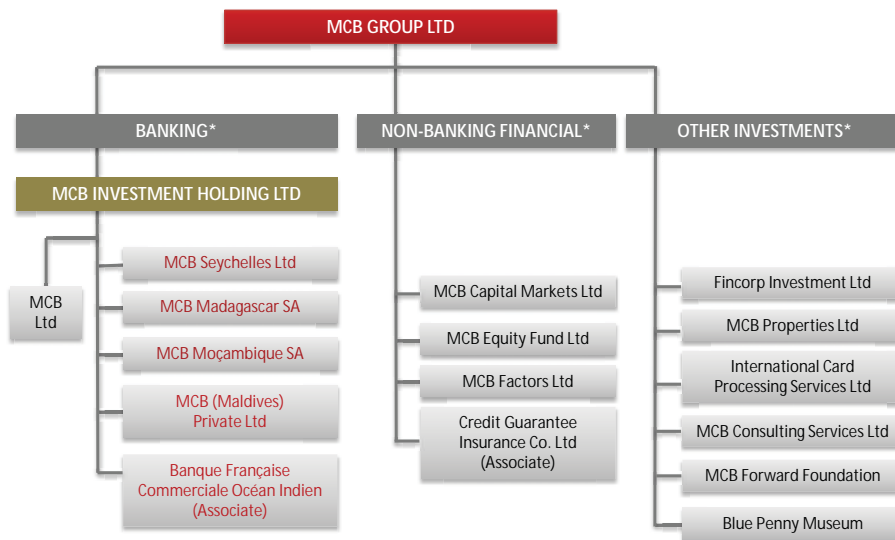 MCB GROUP LTD
BANKING*
NON-BANKING FINANCIAL*
OTHER INVESTMENTS*
MCB INVESTMENT HOLDING LTD
MCB
Ltd
MCB Seychelles Ltd
MCB Madagascar SA
MCB Moçambique SA
MCB (Maldives)
Private Ltd
Banque Française
Commerciale Océan Indien
(Associate)
MCB Capital Markets Ltd
MCB Equity Fund Ltd
MCB Factors Ltd
Credit Guarantee
Insurance Co. Ltd
(Associate)
Fincorp Investment Ltd
MCB Properties Ltd
International Card
Processing Services Ltd
MCB Consulting Services Ltd
MCB Forward Foundation
Blue Penny Museum